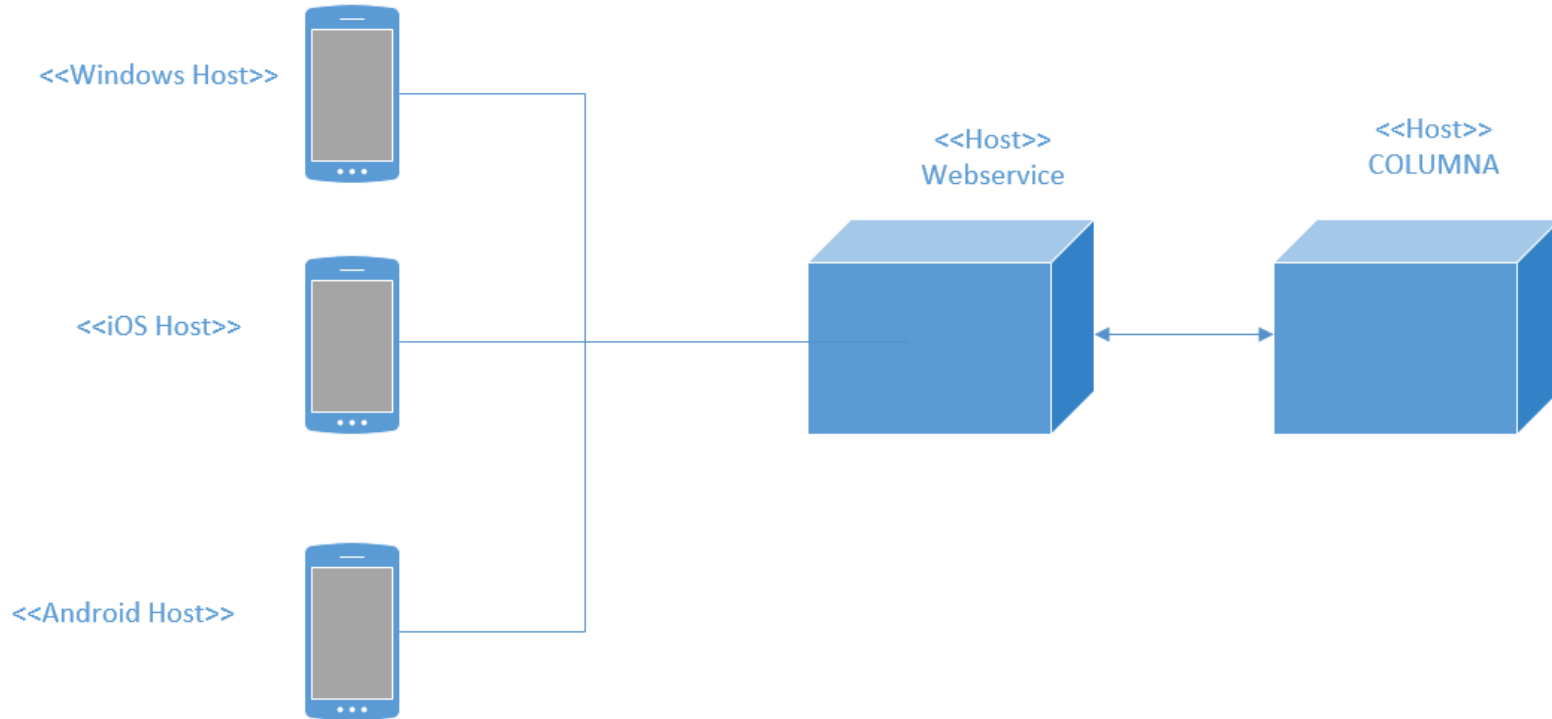 <<Windows Host>>
<<Host>>
Webservice
<<Host>>
COLUMNA
<<iOS Host>>
<<Android Host>>